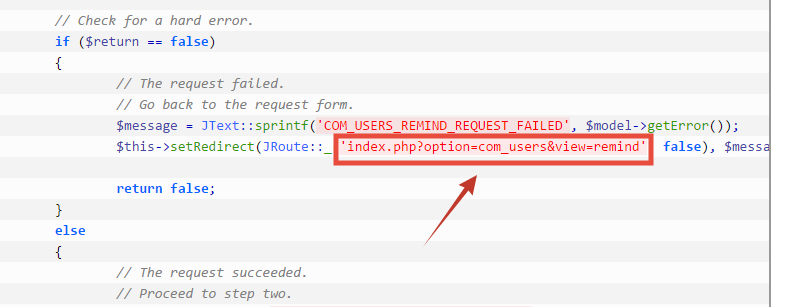 // Check for a hard error.
if ($return == false)
{
// The request failed.
// Go back to the request form.
$message = JText::sprintf('COM_USERS_REMIND_REQUEST_FAILED', $model->getError());
$this->setRedirect(JRoute::_ 'index.php?option=com_users&view=remind' false), $messa
return false;
}
else
{
// The request succeeded.
// Proceed to step two.